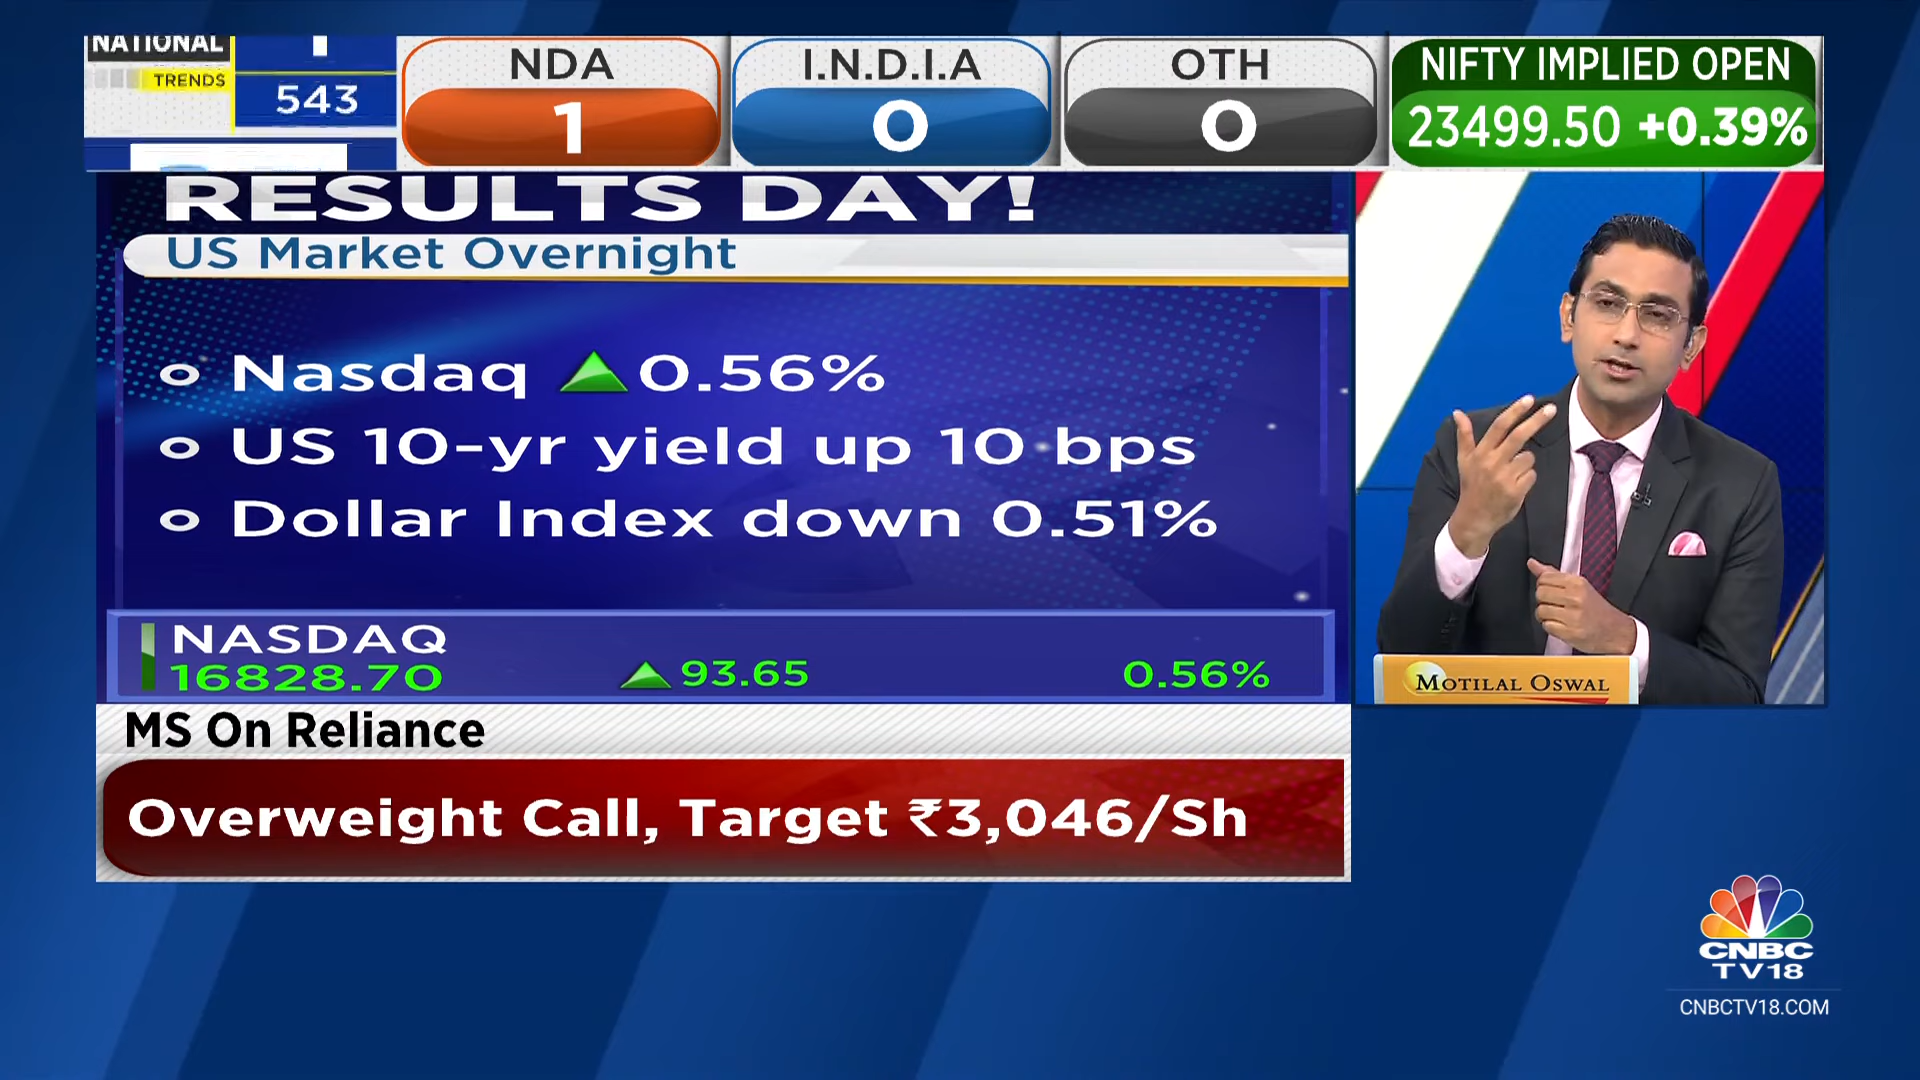 NATIONAL
TRENDS
1
543
NDA
1
I.N.D.I.A
0
OTH
0
NIFTY IMPLIED OPEN
23499.50 +0.39%
RESULTS DAY!
US Market Overnight
Nasdaq ▲ 0.56%
US 10-yr yield up 10 bps
Dollar Index down 0.51%
NASDAQ
16828.70 ▲ 93.65 0.56%
MOTILAL OSWAL
MS On Reliance
Overweight Call, Target ₹3,046/Sh
CNBC
TV18
CNBCTV18.COM